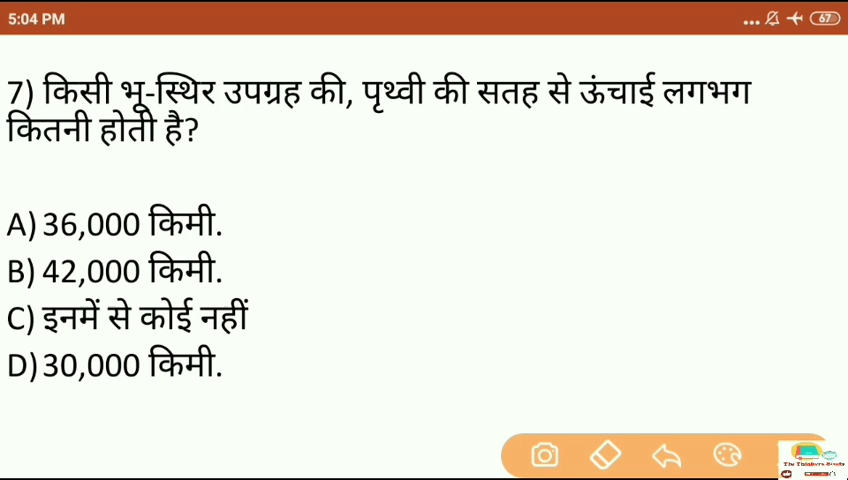 5:04 PM
67
7) किसी भू-स्थिर उपग्रह की, पृथ्वी की सतह से ऊंचाई लगभग
कितनी होती है?
A) 36,000 किमी.
B) 42,000 किमी.
C) इनमें से कोई नहीं
D) 30,000 किमी.